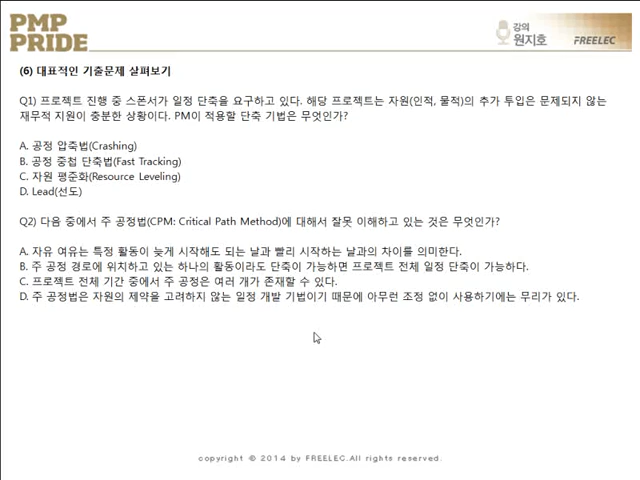 PMP
PRIDE
강의
원지호
FREELEC
(6) 대표적인 기출문제 살펴보기
Q1) 프로젝트 진행 중 스폰서가 일정 단축을 요구하고 있다. 해당 프로젝트는 자원(인적, 물적)의 추가 투입은 문제되지 않는
재무적 지원이 충분한 상황이다. PM이 적용할 단축 기법은 무엇인가?
A. 공정 압축법(Crashing)
B. 공정 중첩 단축법(Fast Tracking)
C. 자원 평준화(Resource Leveling)
D. Lead(선도)
Q2) 다음 중에서 주 공정법(CPM: Critical Path Method)에 대해서 잘못 이해하고 있는 것은 무엇인가?
A. 자유 여유는 특정 활동이 늦게 시작해도 되는 날과 빨리 시작하는 날과의 차이를 의미한다.
B. 주 공정 경로에 위치하고 있는 하나의 활동이라도 단축이 가능하면 프로젝트 전체 일정 단축이 가능하다.
C. 프로젝트 전체 기간 중에서 주 공정은 여러 개가 존재할 수 있다.
D. 주 공정법은 자원의 제약을 고려하지 않는 일정 개발 기법이기 때문에 아무런 조정 없이 사용하기에는 무리가 있다.
copyright ⓒ 2014 by FREELEC.All rights reserved.